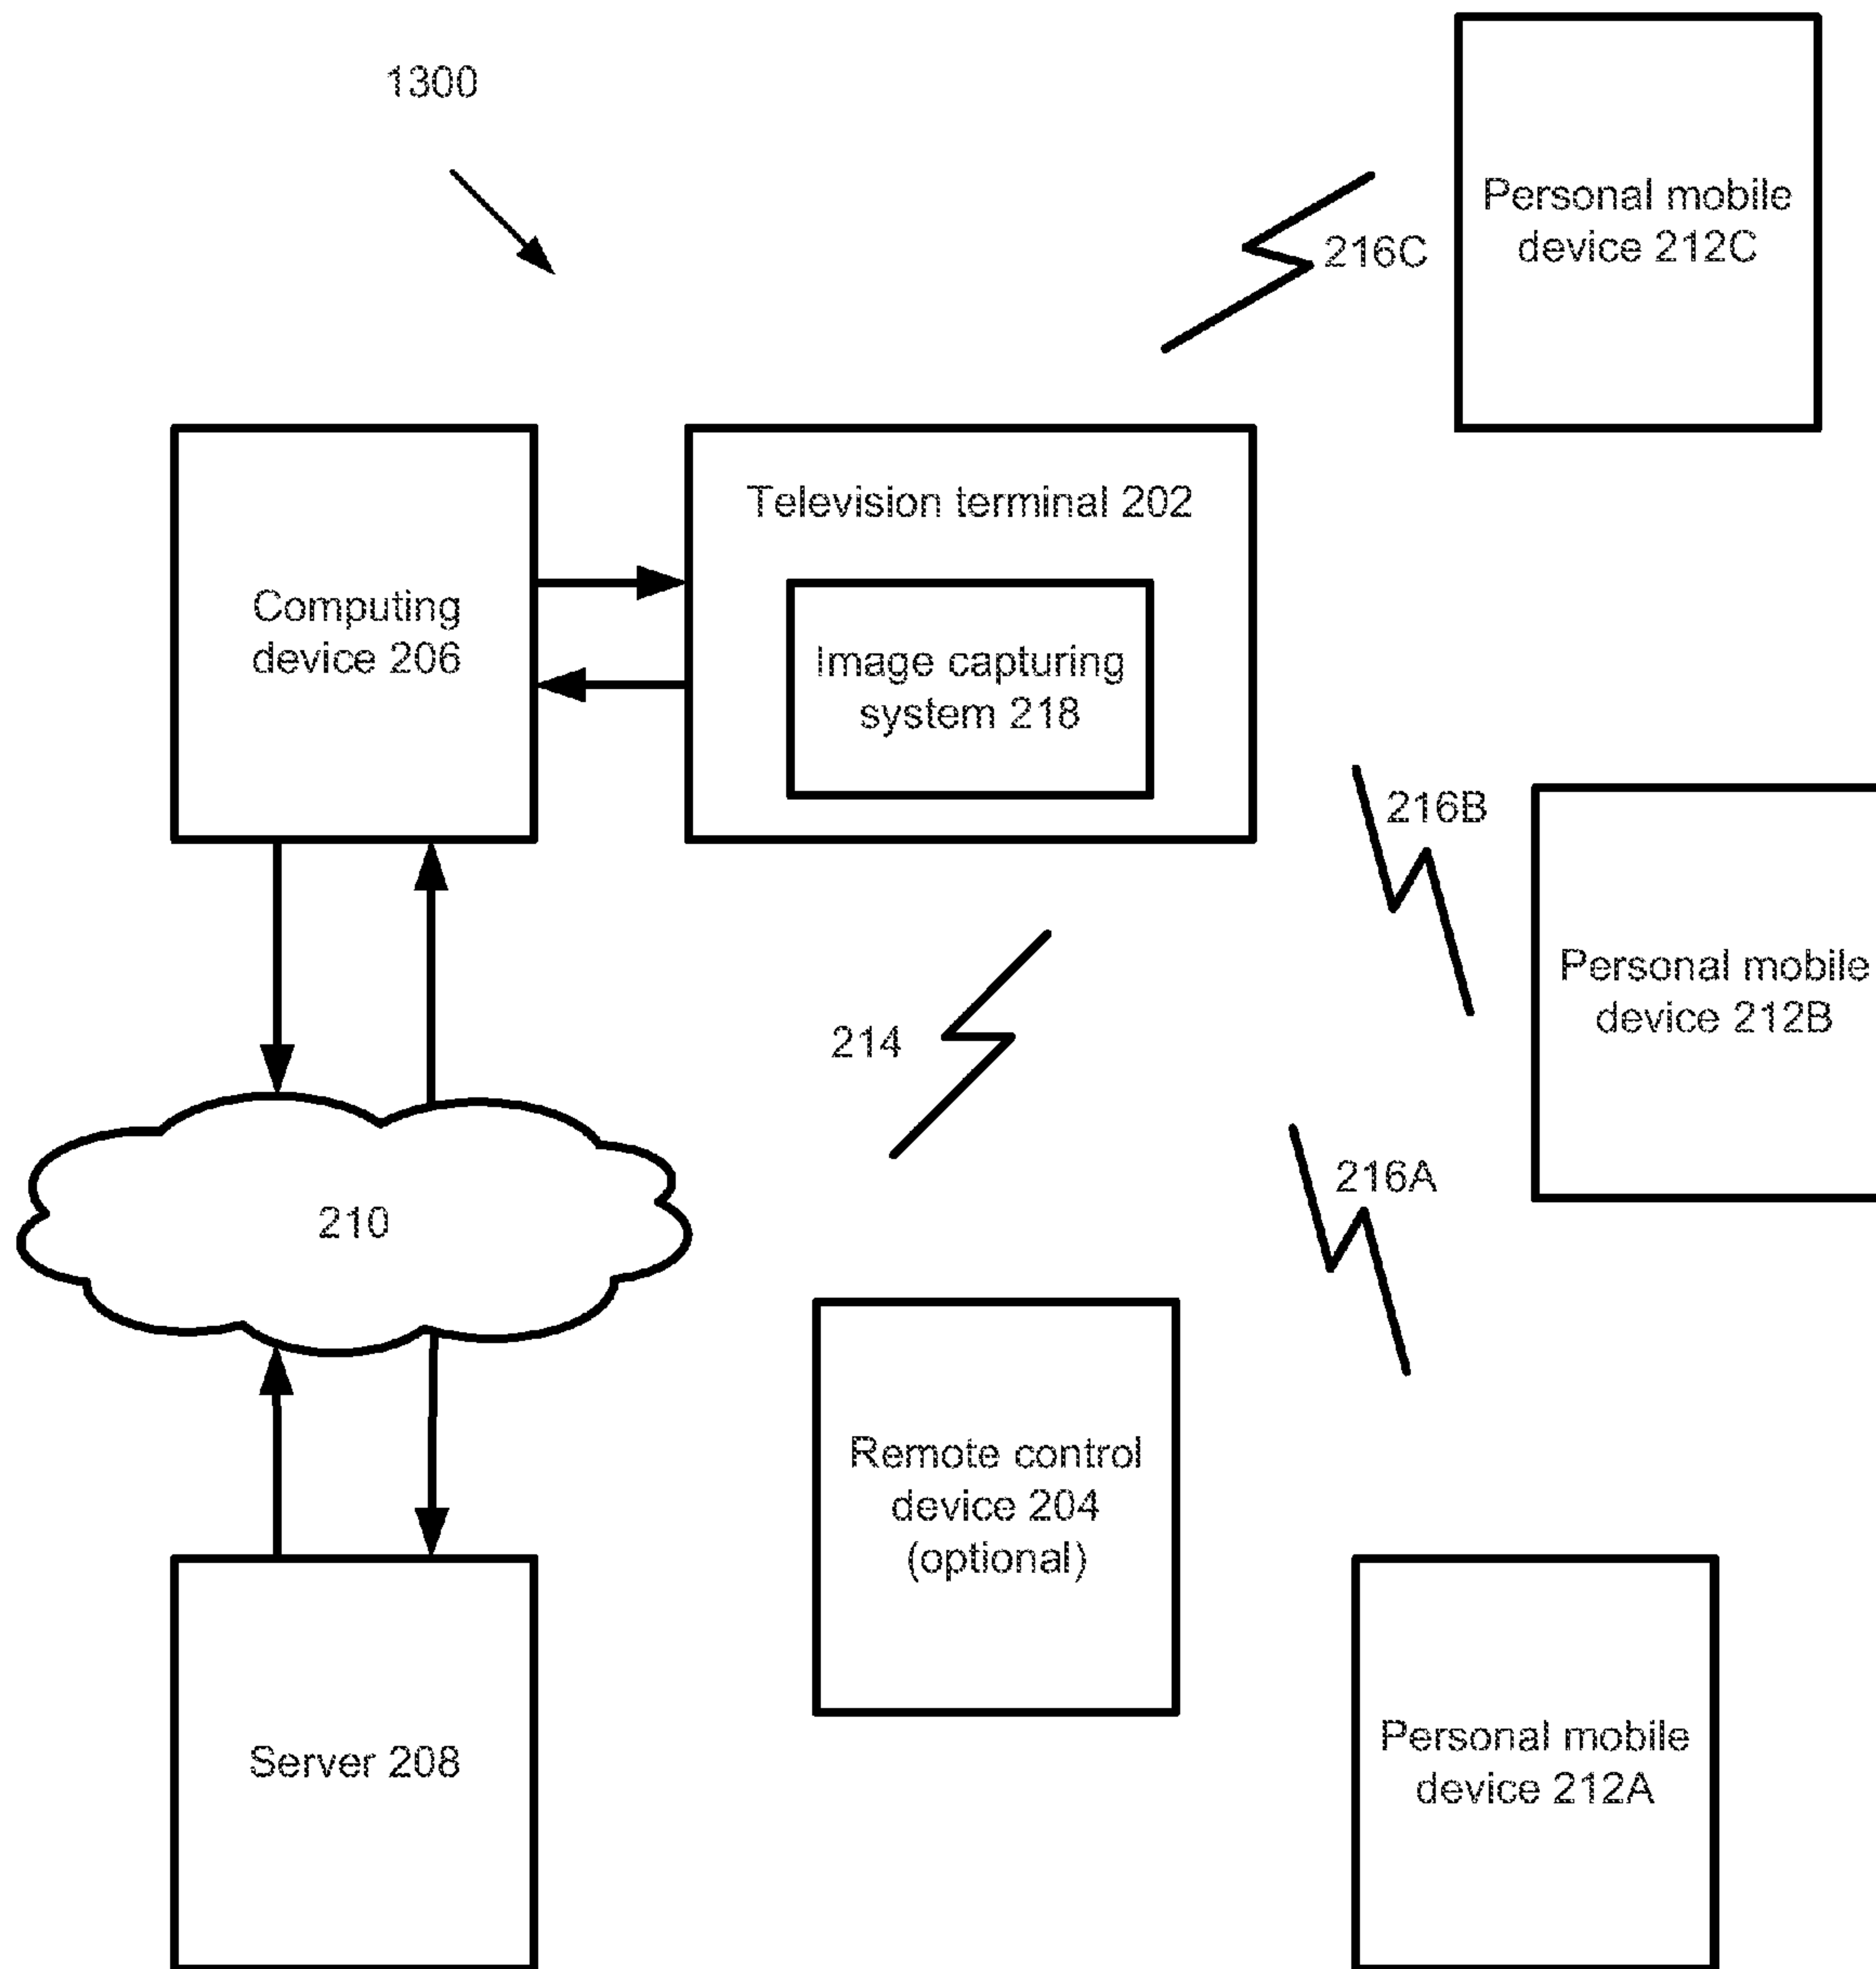 1300
Personal mobile
device 212C
216C
Television terminal 202
Computing
device 206
Image capturing
system 218
216B
Personal mobile
device 212B
214
216A
210
Remote control
device 204
(optional)
Server 208
Personal mobile
device 212A